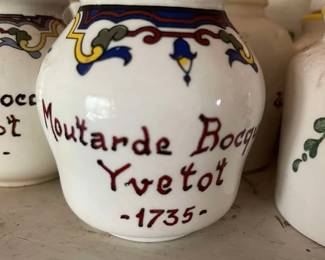 Moutarde Bocq
Yvetot
-1735-